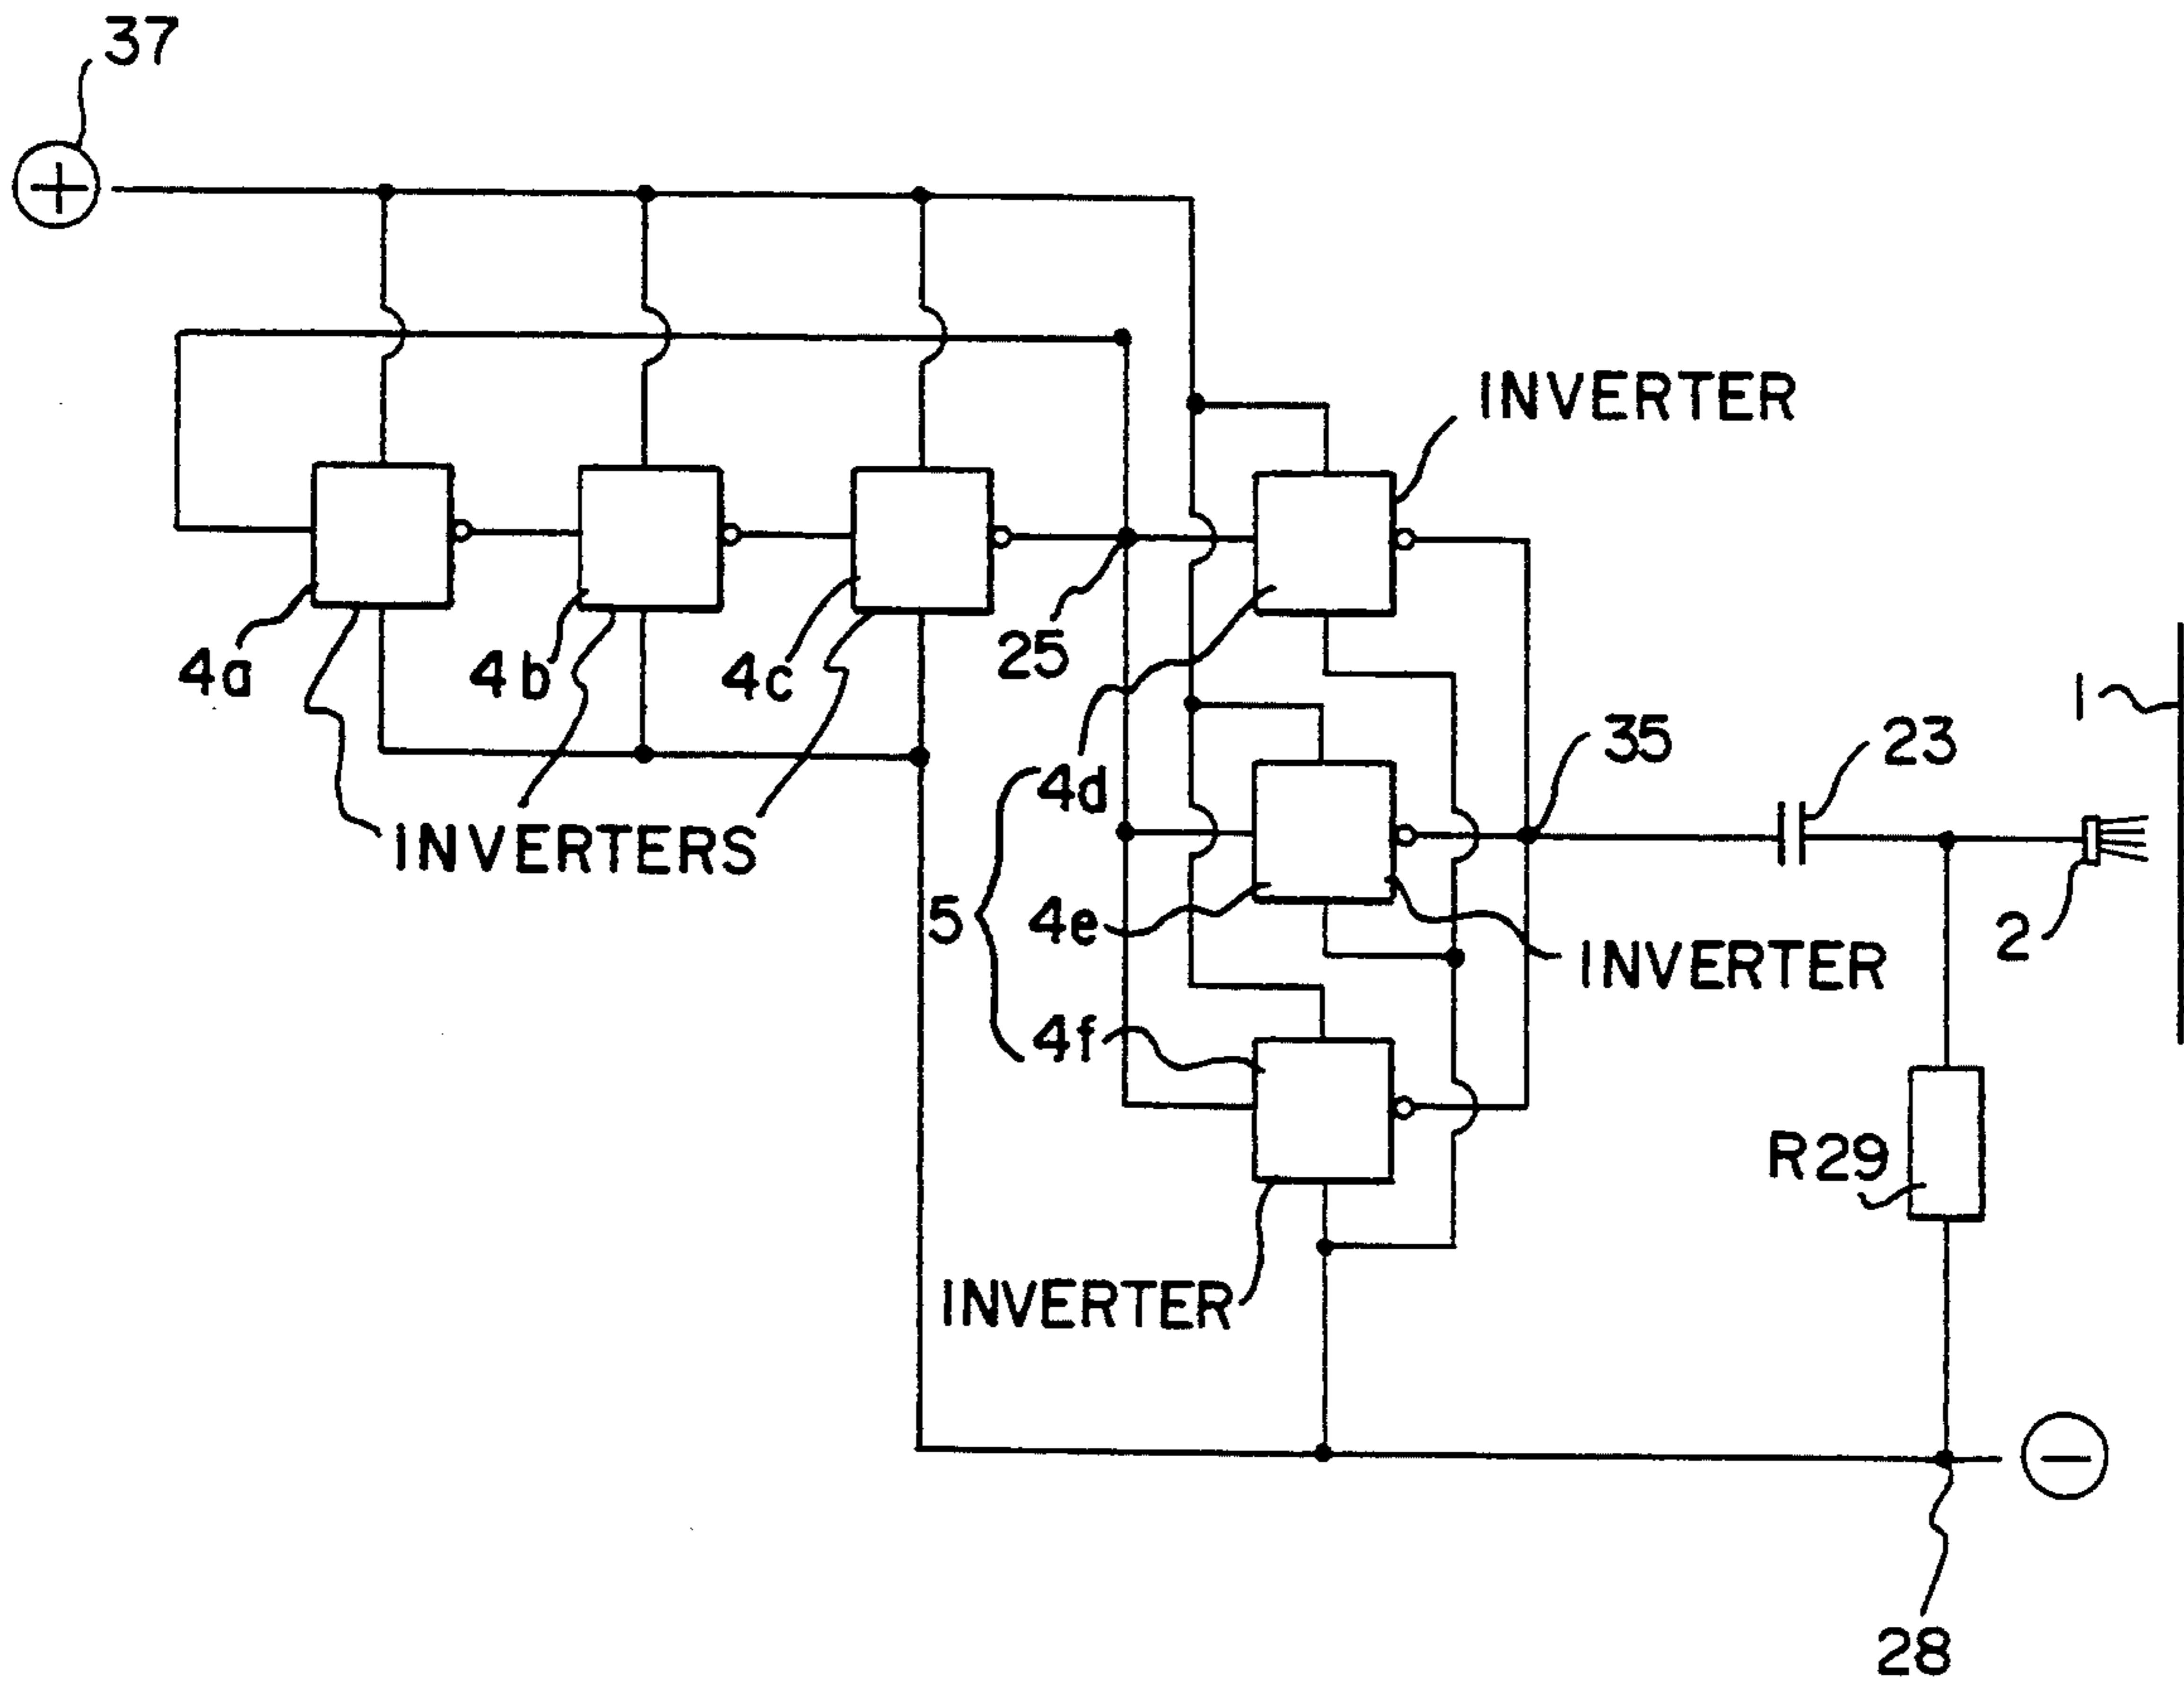 37
+
INVERTER
4a
4b
4c
25
1
35
23
4d
INVERTERS
5
4e
2
INVERTER
4f
R29
INVERTER
−
28